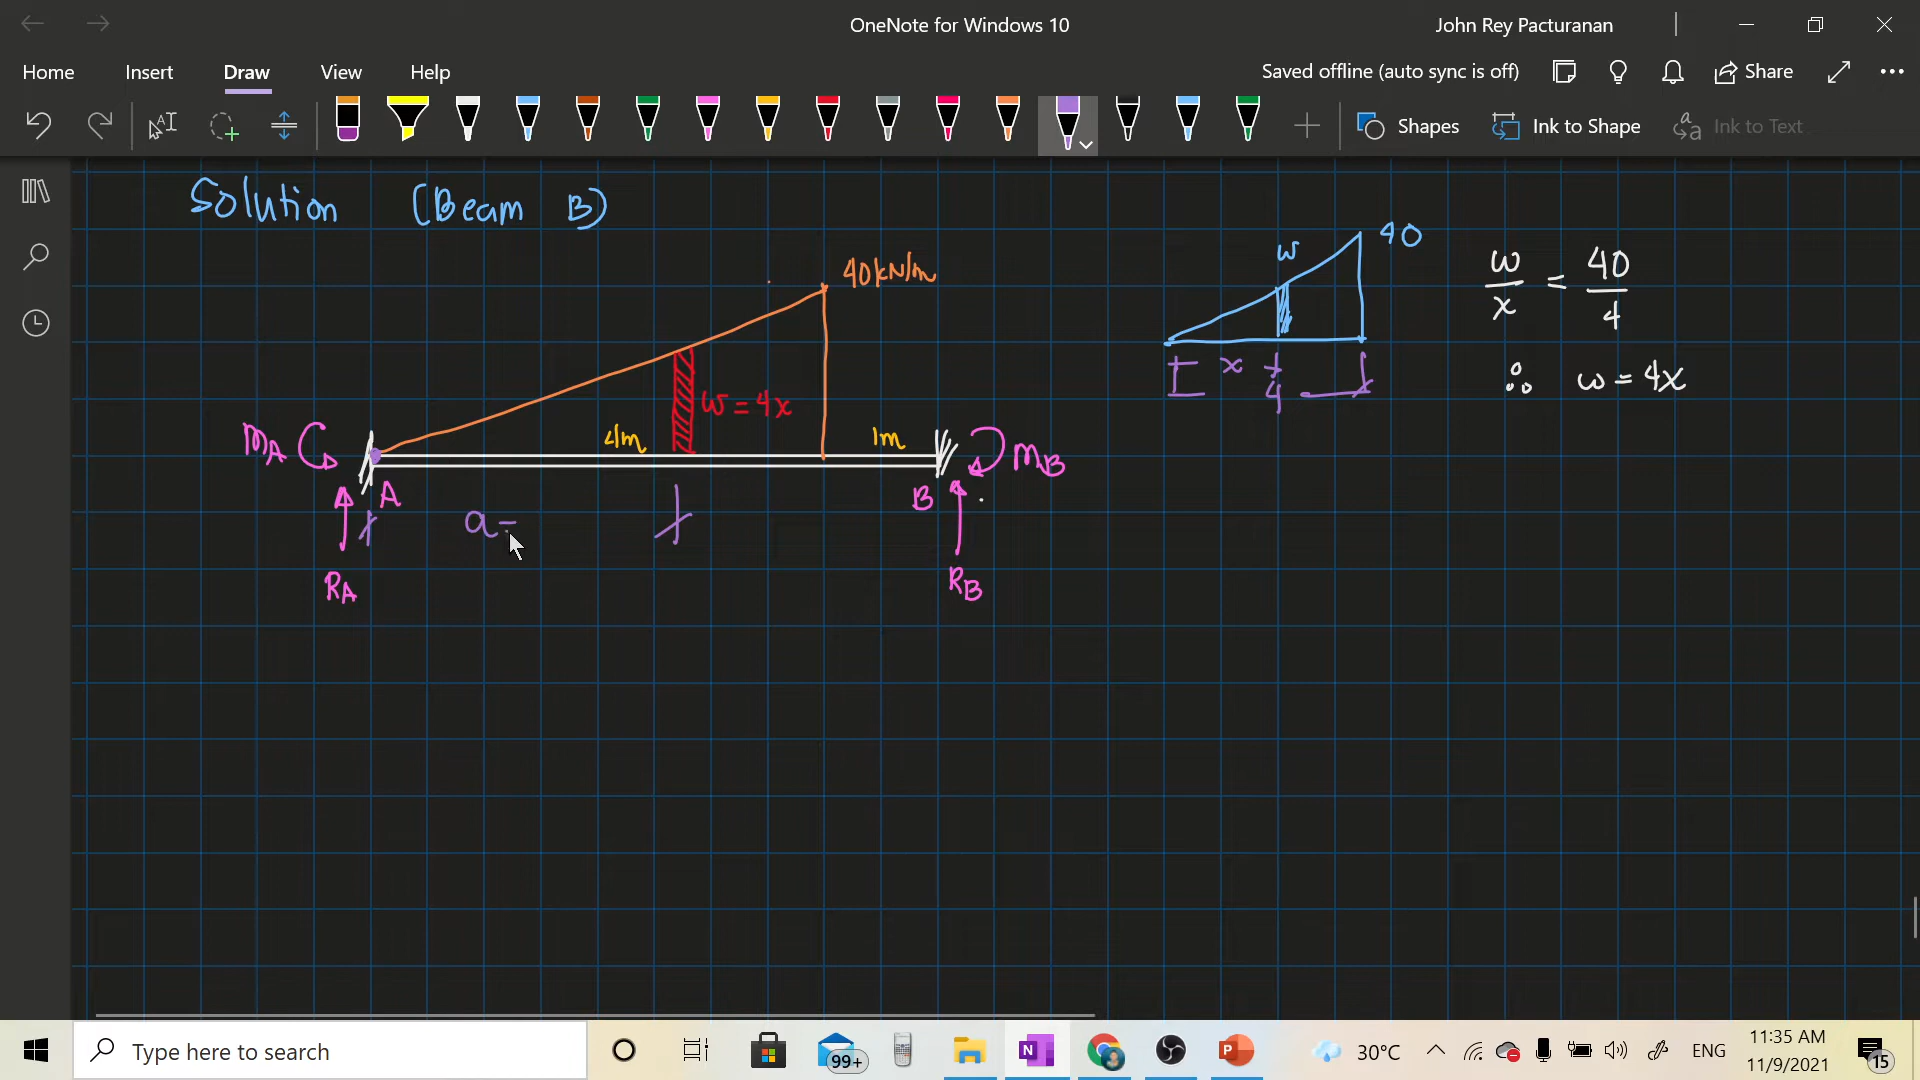 OneNote for Windows 10
John Rey Pacturanan
Home Insert Draw View Help
Saved offline (auto sync is off)
Share
Shapes
Ink to Shape
Ink to Text
Solution (Beam B)
40kN/m
w = 4x
4m
1m
MA
A
RA
a =
B
MB
RB
w
40
x
4
w/x = 40/4
∴ w = 4x
Type here to search
99+
30°C
ENG
11:35 AM
11/9/2021
15